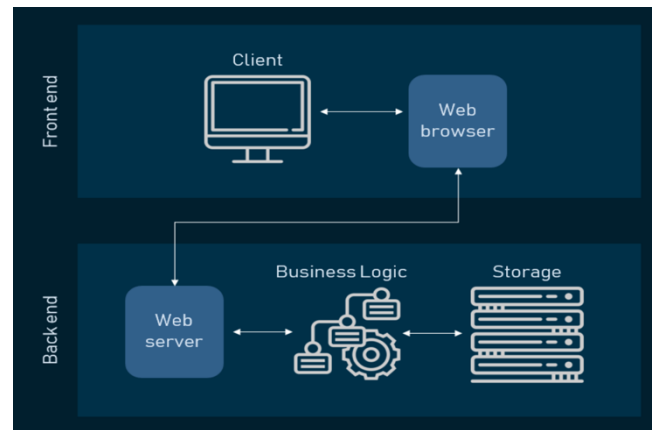 Front end
Client
Web
browser
Back end
Business Logic
Storage
Web
server